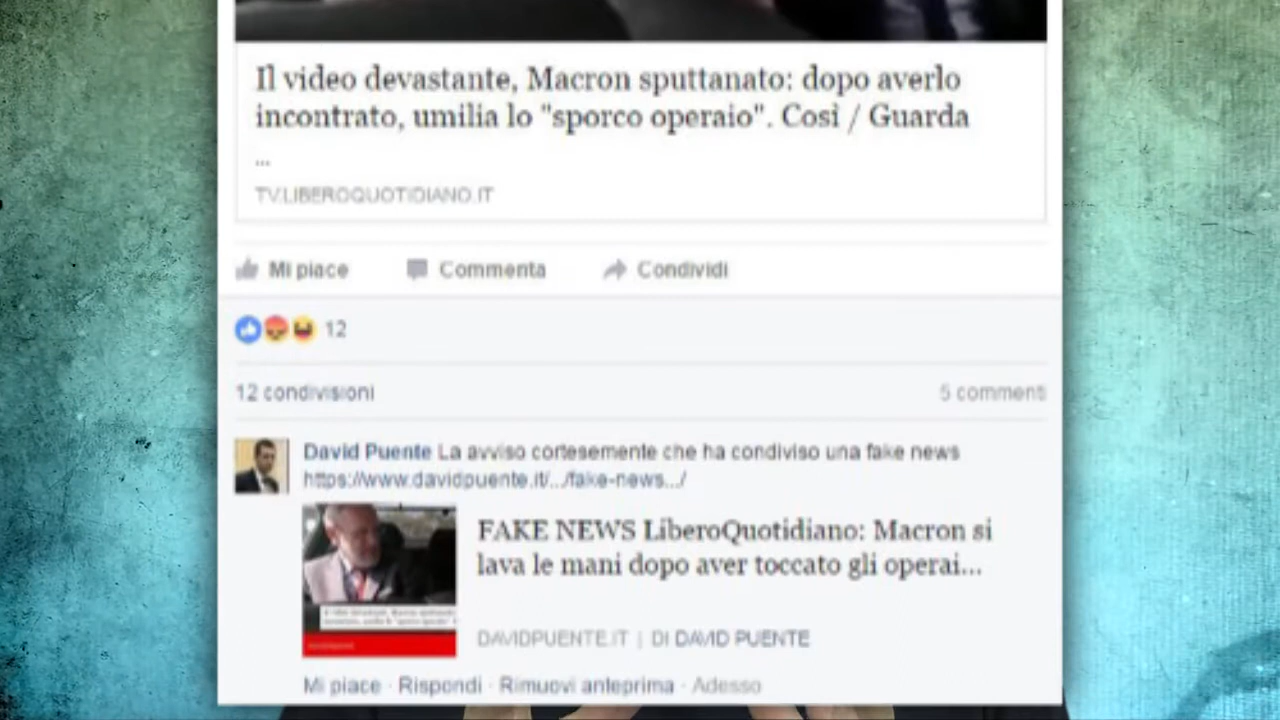 Il video devastante, Macron sputtanato: dopo averlo
incontrato, umilia lo "sporco operaio". Così / Guarda
...
TV.LIBEROQUOTIDIANO.IT
Mi piace Commenta Condividi
12
12 condivisioni 5 commenti
David Puente La avviso cortesemente che ha condiviso una fake news
https://www.davidpuente.it/.../fake-news.../
FAKE NEWS LiberoQuotidiano: Macron si
lava le mani dopo aver toccato gli operai...
DAVIDPUENTE.IT | DI DAVID PUENTE
Mi piace · Rispondi · Rimuovi anteprima · Adesso